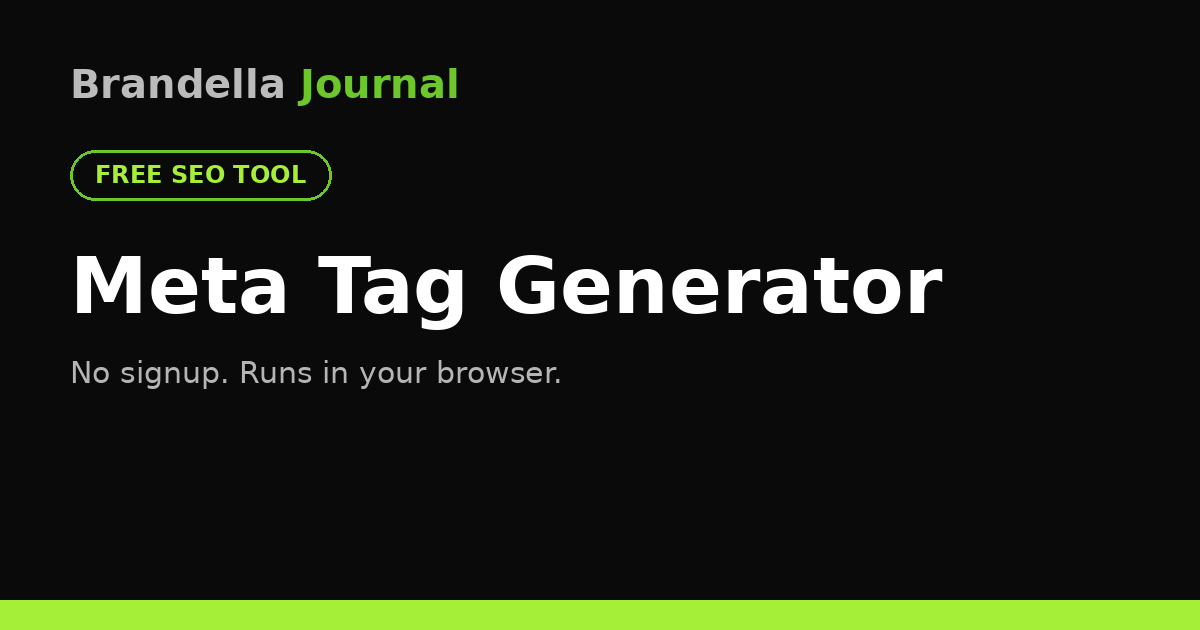 Brandella Journal
FREE SEO TOOL
Meta Tag Generator
No signup. Runs in your browser.